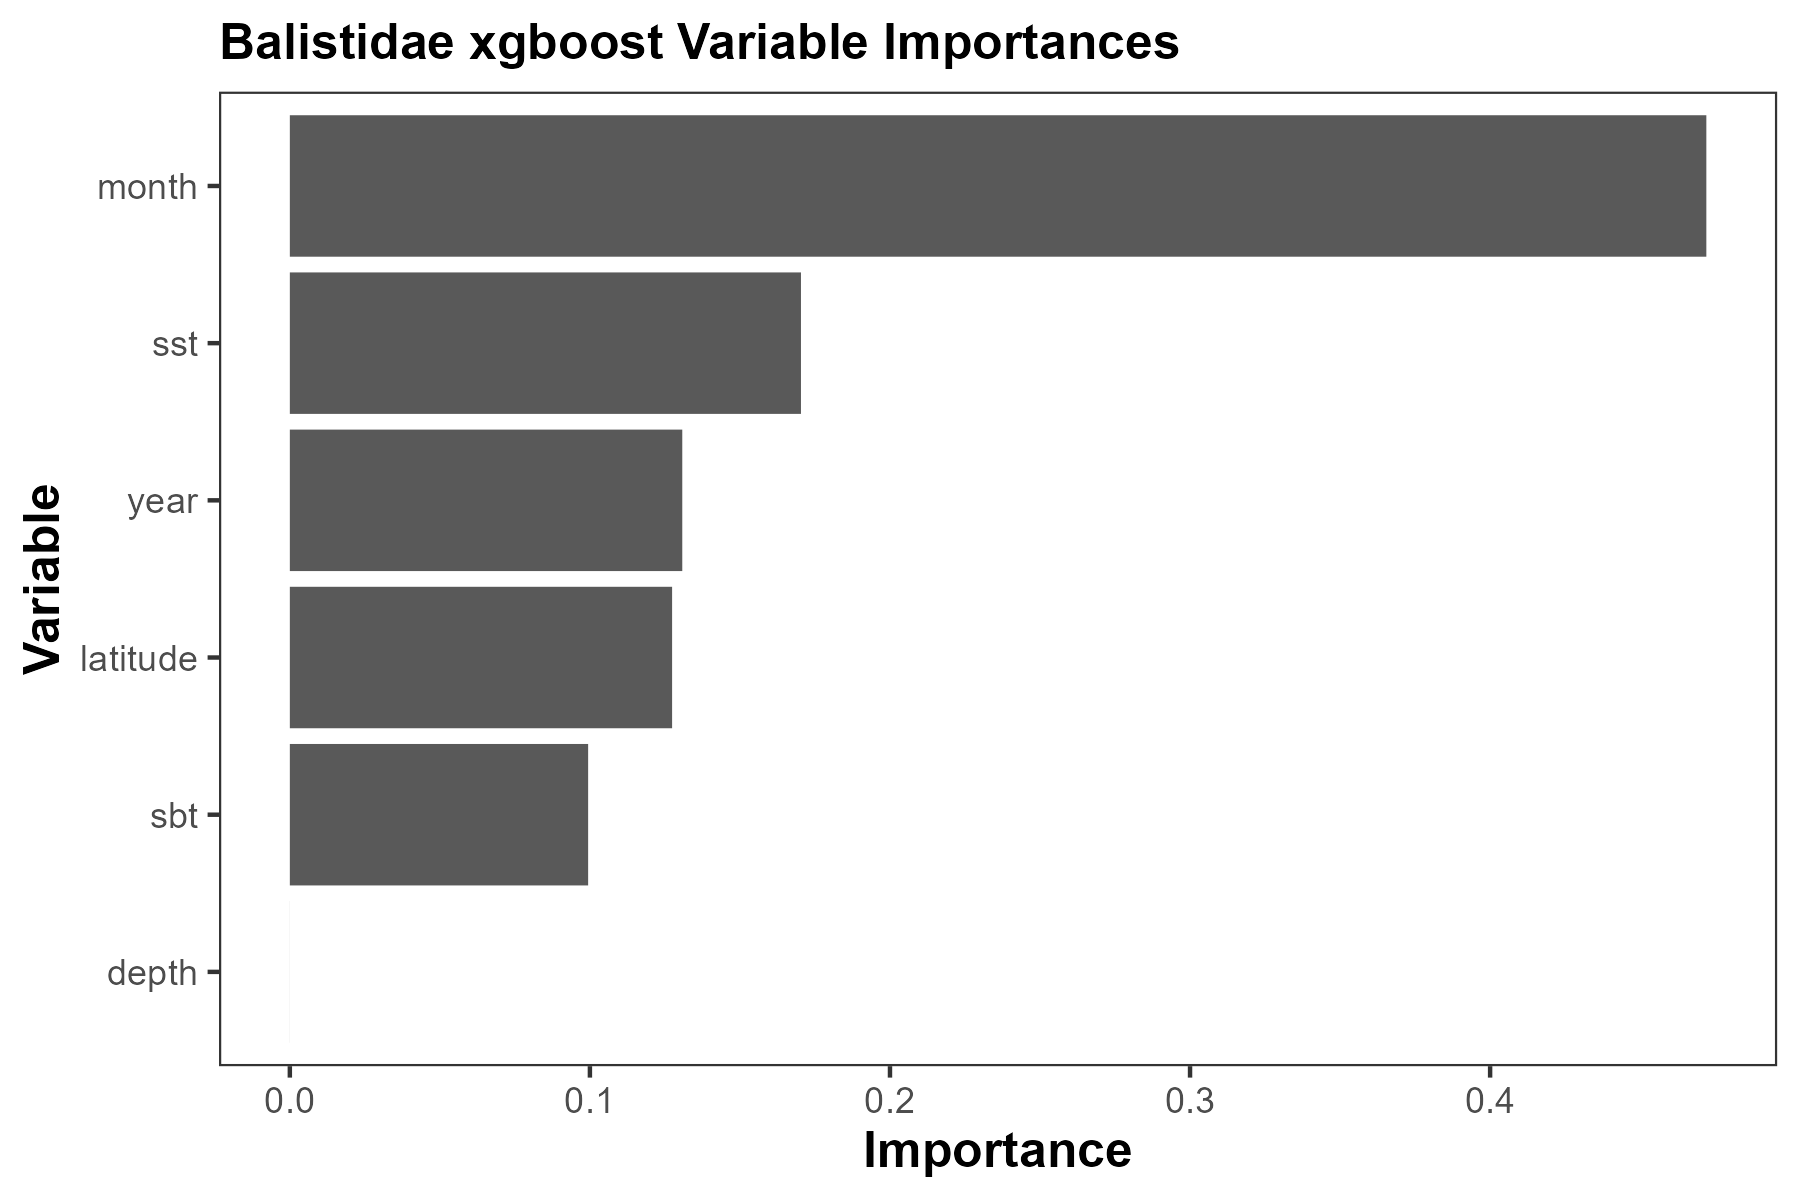 Balistidae xgboost Variable Importances
Variable
month
sst
year
latitude
sbt
depth
0.0 0.1 0.2 0.3 0.4
Importance